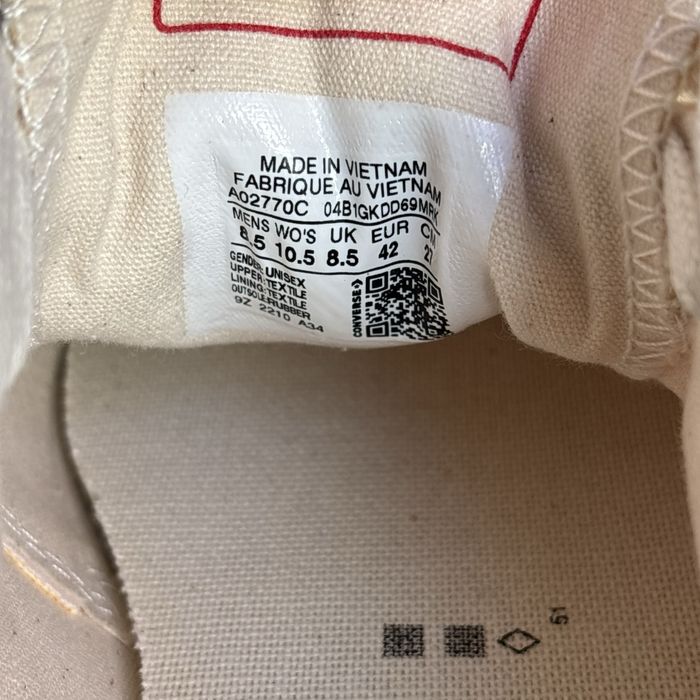 MADE IN VIETNAM
FABRIQUE AU VIETNAM
A02770C 04B1GKDD69MRK
MENS WO'S UK EUR CM
8.5 10.5 8.5 42 27
GENDER: UNISEX
UPPER:TEXTILE
LINING:TEXTILE
OUTSOLE:RUBBER
9Z 2210 A34
CONVERSE
51